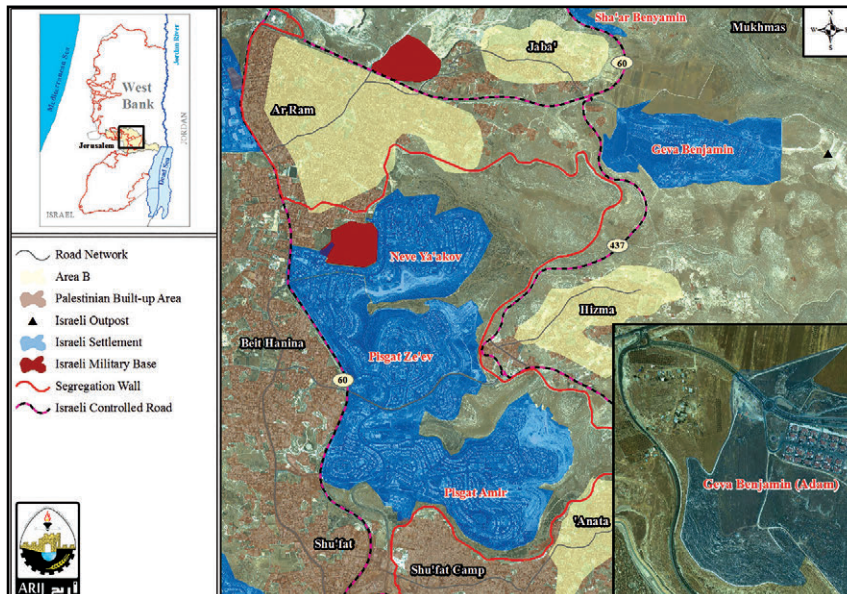 Mediterranean Sea
Jordan River
West
Bank
Jerusalem
JORDAN
Dead Sea
ISRAEL
Road Network
Area B
Palestinian Built-up Area
Israeli Outpost
Israeli Settlement
Israeli Military Base
Segregation Wall
Israeli Controlled Road
ARIJ أريج
Sha'ar Benyamin
Mukhmas
N
W E
S
Jaba'
60
Ar Ram
Geva Benjamin
Neve Ya'akov
437
Hizma
Beit Hanina
Pisgat Ze'ev
60
Pisgat Amir
Geva Benjamin (Adam)
'Anata
Shu'fat
Shu'fat Camp